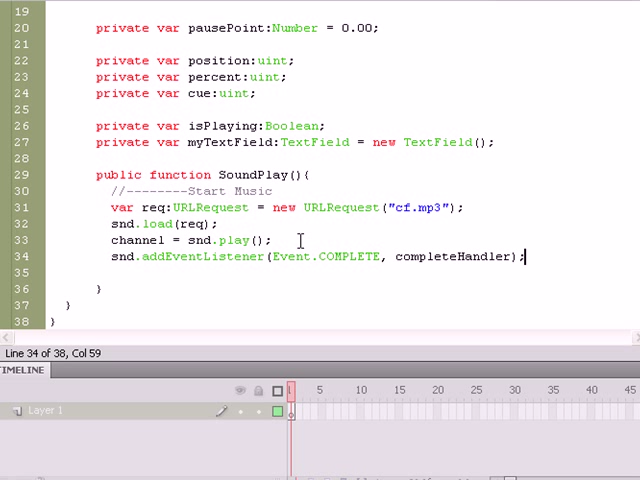 19
20 private var pausePoint:Number = 0.00;
21
22 private var position:uint;
23 private var percent:uint;
24 private var cue:uint;
25
26 private var isPlaying:Boolean;
27 private var myTextField:TextField = new TextField();
28
29 public function SoundPlay(){
30 //--------Start Music
31 var req:URLRequest = new URLRequest("cf.mp3");
32 snd.load(req);
33 channel = snd.play();
34 snd.addEventListener(Event.COMPLETE, completeHandler);
35
36 }
37 }
38 }
Line 34 of 38, Col 59
TIMELINE
1 5 10 15 20 25 30 35 40 45
Layer 1